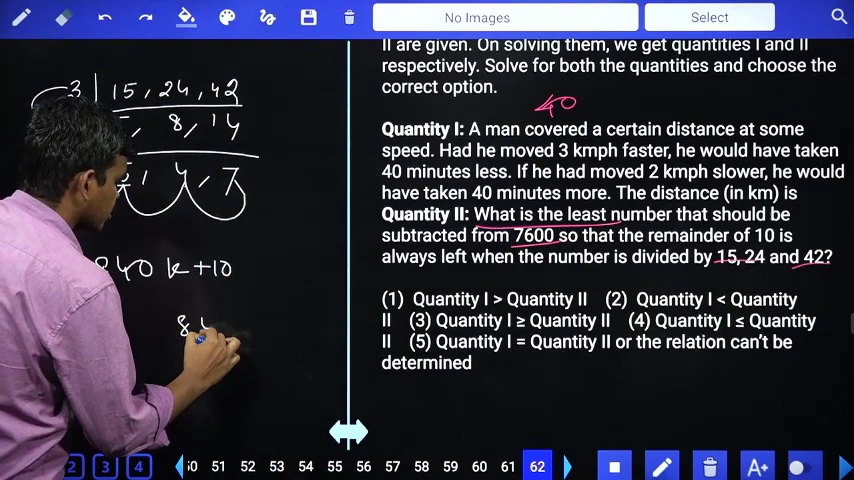 No Images
Select
II are given. On solving them, we get quantities I and II
respectively. Solve for both the quantities and choose the
correct option.
40
Quantity I: A man covered a certain distance at some
speed. Had he moved 3 kmph faster, he would have taken
40 minutes less. If he had moved 2 kmph slower, he would
have taken 40 minutes more. The distance (in km) is
Quantity II: What is the least number that should be
subtracted from 7600 so that the remainder of 10 is
always left when the number is divided by 15, 24 and 42?
(1) Quantity I > Quantity II (2) Quantity I < Quantity
II (3) Quantity I ≥ Quantity II (4) Quantity I ≤ Quantity
II (5) Quantity I = Quantity II or the relation can't be
determined
3 15, 24, 42
, 8, 14
, 4, 7
840 k+10
8
2 3 4 50 51 52 53 54 55 56 57 58 59 60 61 62 A+